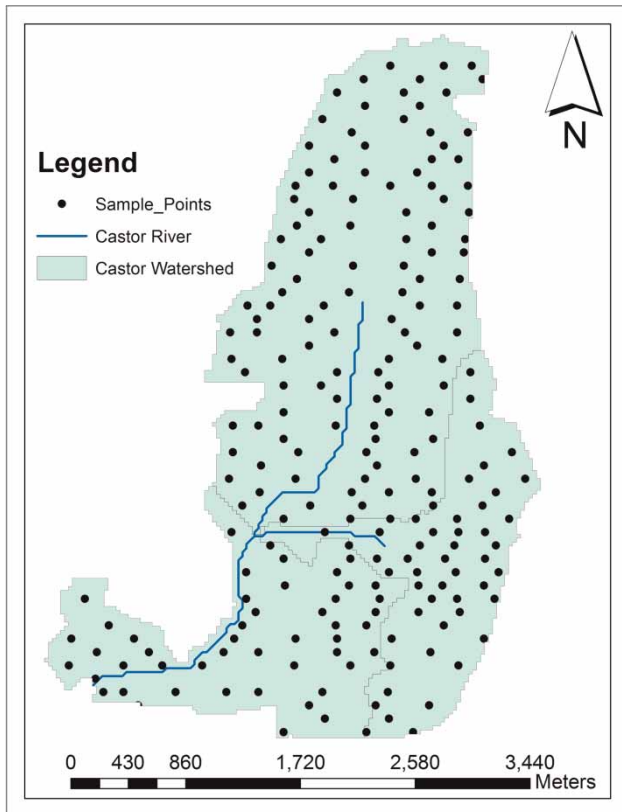 N
Legend
Sample_Points
Castor River
Castor Watershed
0 430 860 1,720 2,580 3,440
Meters